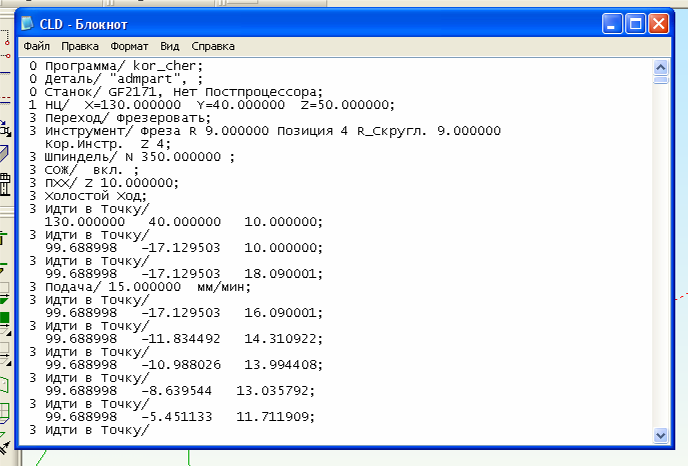 CLD - Блокнот
Файл Правка Формат Вид Справка
0 Программа/ kor_cher;
0 Деталь/ "admpart", ;
0 Станок/ GF2171, Нет Постпроцессора;
1 НЦ/ X=130.000000 Y=40.000000 Z=50.000000;
3 Переход/ Фрезеровать;
3 Инструмент/ Фреза R 9.000000 Позиция 4 R_Скругл. 9.000000
Кор.Инстр. Z 4;
3 Шпиндель/ N 350.000000 ;
3 СОЖ/ вкл. ;
3 ПХХ/ Z 10.000000;
3 Холостой Ход;
3 Идти в Точку/
130.000000 40.000000 10.000000;
3 Идти в Точку/
99.688998 -17.129503 10.000000;
3 Идти в Точку/
99.688998 -17.129503 18.090001;
3 Подача/ 15.000000 мм/мин;
3 Идти в Точку/
99.688998 -17.129503 16.090001;
3 Идти в Точку/
99.688998 -11.834492 14.310922;
3 Идти в Точку/
99.688998 -10.988026 13.994408;
3 Идти в Точку/
99.688998 -8.639544 13.035792;
3 Идти в Точку/
99.688998 -5.451133 11.711909;
3 Идти в Точку/